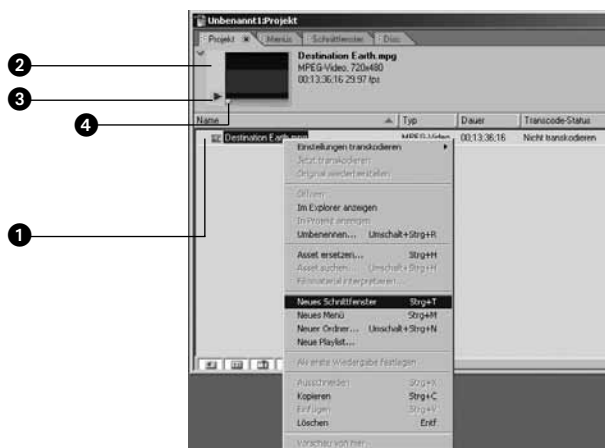 Unbenannt1:Projekt
Projekt Menüs Schnittfenster Disc
Destination Earth.mpg
MPEG-Video, 720x480
00;13;36;16 29.97 fps
2
3
4
Name Typ Dauer Transcode-Status
Destination Earth.mpg MPEG-Video 00;13;36;16 Nicht transkodieren
1
Einstellungen transkodieren
Jetzt transkodieren
Original wiederherstellen
Öffnen
Im Explorer anzeigen
In Projekt anzeigen
Umbenennen... Umschalt+Strg+R
Asset ersetzen... Strg+H
Asset suchen... Umschalt+Strg+H
Filmmaterial interpretieren...
Neues Schnittfenster Strg+T
Neues Menü Strg+M
Neuer Ordner... Umschalt+Strg+N
Neue Playlist...
Als erste Wiedergabe festlegen
Ausschneiden Strg+X
Kopieren Strg+C
Einfügen Strg+V
Löschen Entf
Vorschau von hier...